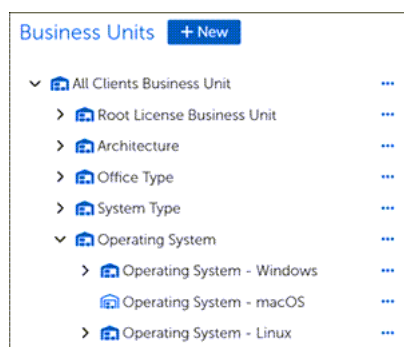 Business Units + New
All Clients Business Unit
Root License Business Unit
Architecture
Office Type
System Type
Operating System
Operating System - Windows
Operating System - macOS
Operating System - Linux